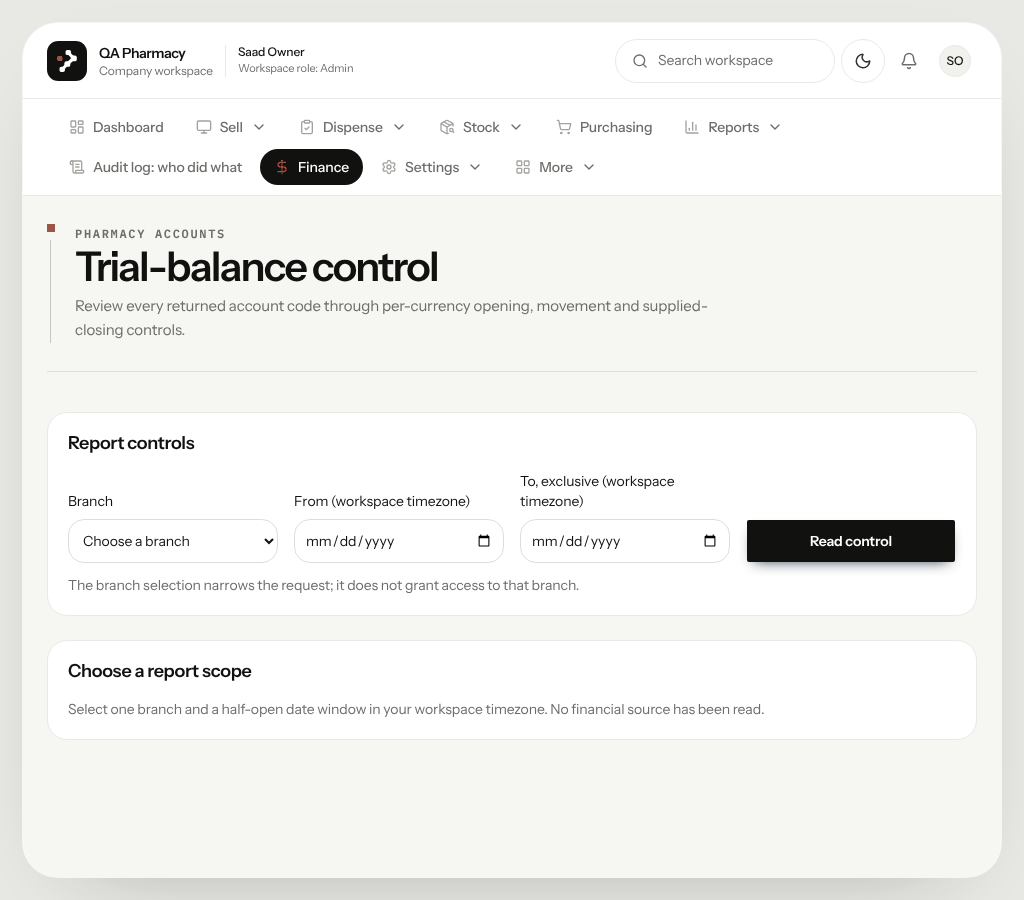 QA Pharmacy
Company workspace
Saad Owner
Workspace role: Admin
Search workspace
SO
Dashboard
Sell
Dispense
Stock
Purchasing
Reports
Audit log: who did what
Finance
Settings
More
PHARMACY ACCOUNTS
Trial-balance control
Review every returned account code through per-currency opening, movement and supplied-
closing controls.
Report controls
Branch
From (workspace timezone)
To, exclusive (workspace
timezone)
Choose a branch
mm/dd/yyyy
mm/dd/yyyy
Read control
The branch selection narrows the request; it does not grant access to that branch.
Choose a report scope
Select one branch and a half-open date window in your workspace timezone. No financial source has been read.